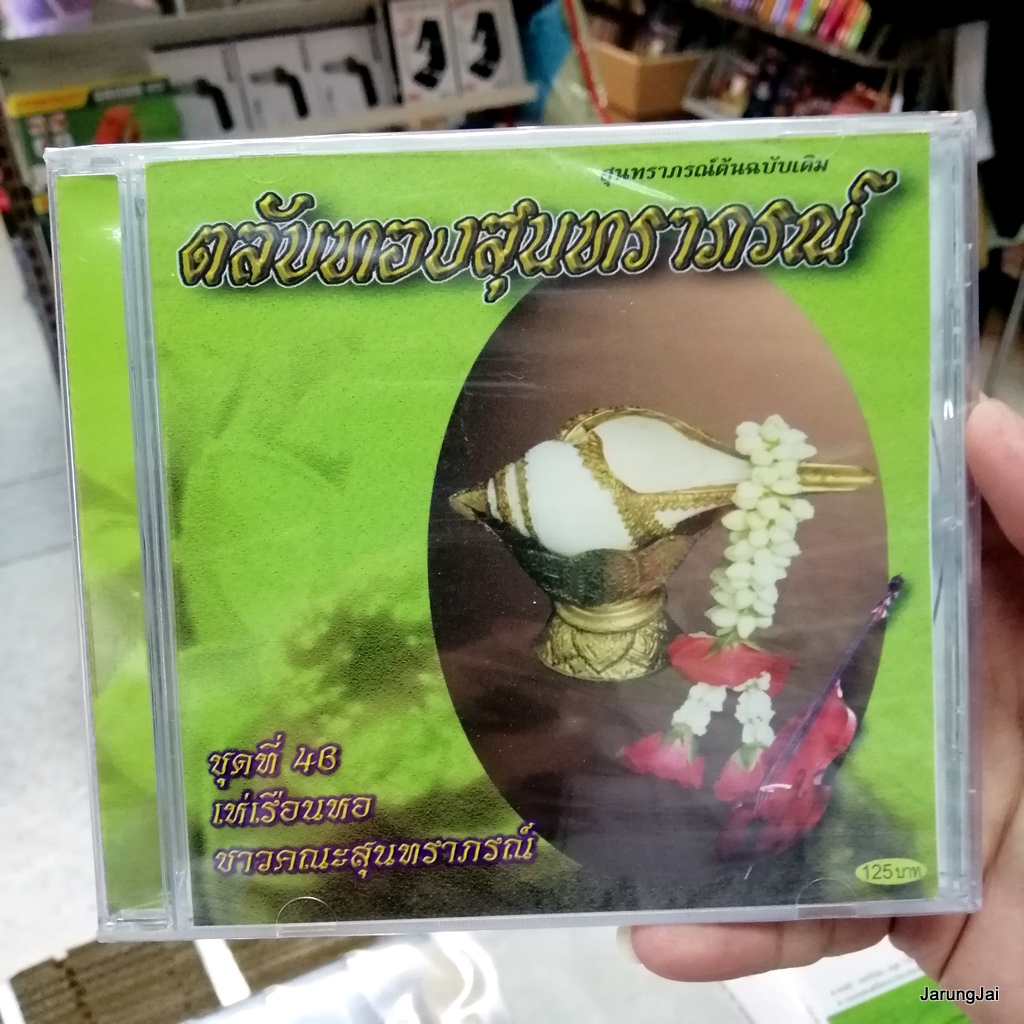 สุนทราภรณ์ต้นฉบับเดิม
ตลับทองสุนทราภรณ์
ชุดที่ 46
เห่เรือนหอ
ชาวคณะสุนทราภรณ์
125 บาท
JarungJai